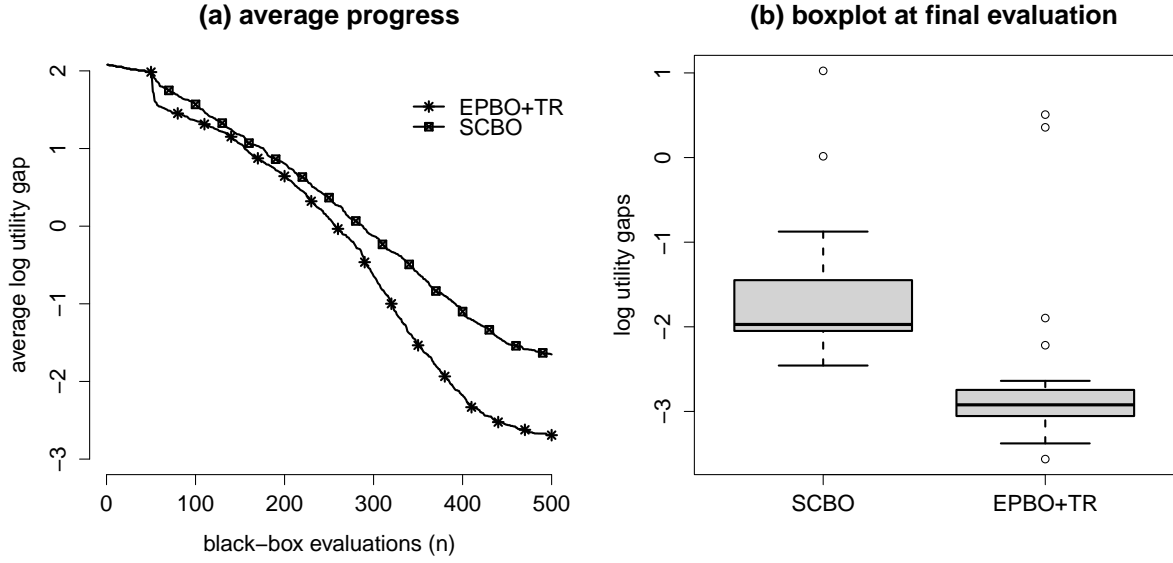 (a) average progress
average log utility gap
2
1
0
−1
−2
−3
EPBO+TR
SCBO
0 100 200 300 400 500
black−box evaluations (n)
(b) boxplot at final evaluation
log utility gaps
1
0
−1
−2
−3
SCBO EPBO+TR